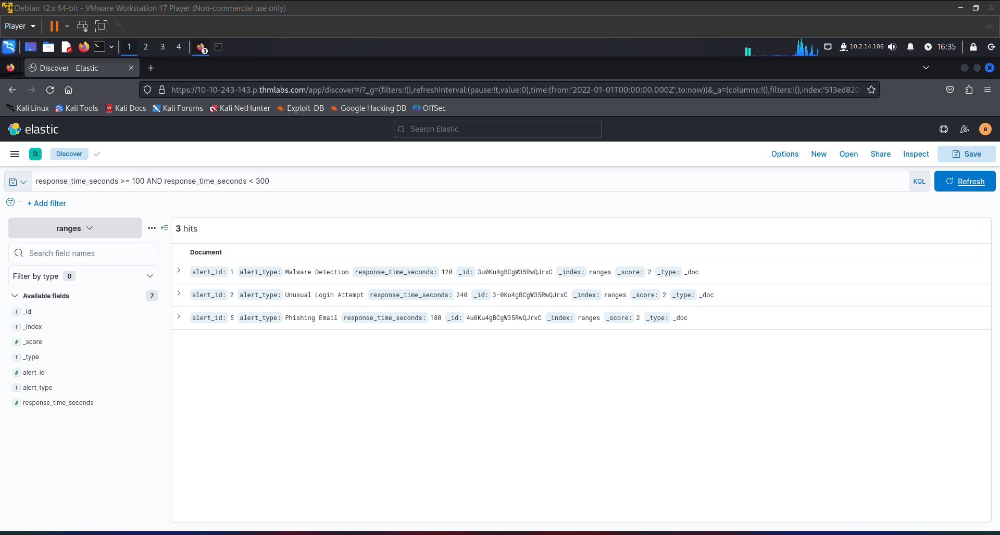 Debian 12.x 64-bit - VMware Workstation 17 Player (Non-commercial use only)
Player
1 2 3 4 3 10.2.14.106 16:35
Discover - Elastic
https://10-10-243-143.p.thmlabs.com/app/discover#/?_g=(filters:!(),refreshInterval:(pause:!t,value:0),time:(from:'2022-01-01T00:00:00.000Z',to:now))&_a=(columns:!(),filters:!(),index:'513ed820-
Kali Linux Kali Tools Kali Docs Kali Forums Kali NetHunter Exploit-DB Google Hacking DB OffSec
elastic Search Elastic e
D Discover Options New Open Share Inspect Save
response_time_seconds >= 100 AND response_time_seconds < 300 KQL Refresh
+ Add filter
ranges
3 hits
Search field names
Document
Filter by type 0
Available fields 7
t _id
t _index
# _score
t _type
# alert_id
t alert_type
# response_time_seconds
alert_id: 1 alert_type: Malware Detection response_time_seconds: 120 _id: 3u0Ku4gBCgW35RwQJrxC _index: ranges _score: 2 _type: _doc
alert_id: 2 alert_type: Unusual Login Attempt response_time_seconds: 240 _id: 3-0Ku4gBCgW35RwQJrxC _index: ranges _score: 2 _type: _doc
alert_id: 5 alert_type: Phishing Email response_time_seconds: 180 _id: 4u0Ku4gBCgW35RwQJrxC _index: ranges _score: 2 _type: _doc